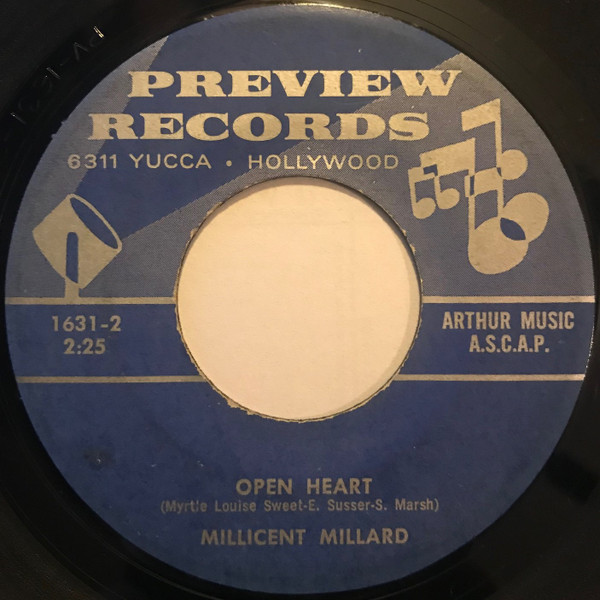 PREVIEW
RECORDS
6311 YUCCA • HOLLYWOOD
1631-2
2:25
ARTHUR MUSIC
A.S.C.A.P.
OPEN HEART
(Myrtle Louise Sweet-E. Susser-S. Marsh)
MILLICENT MILLARD